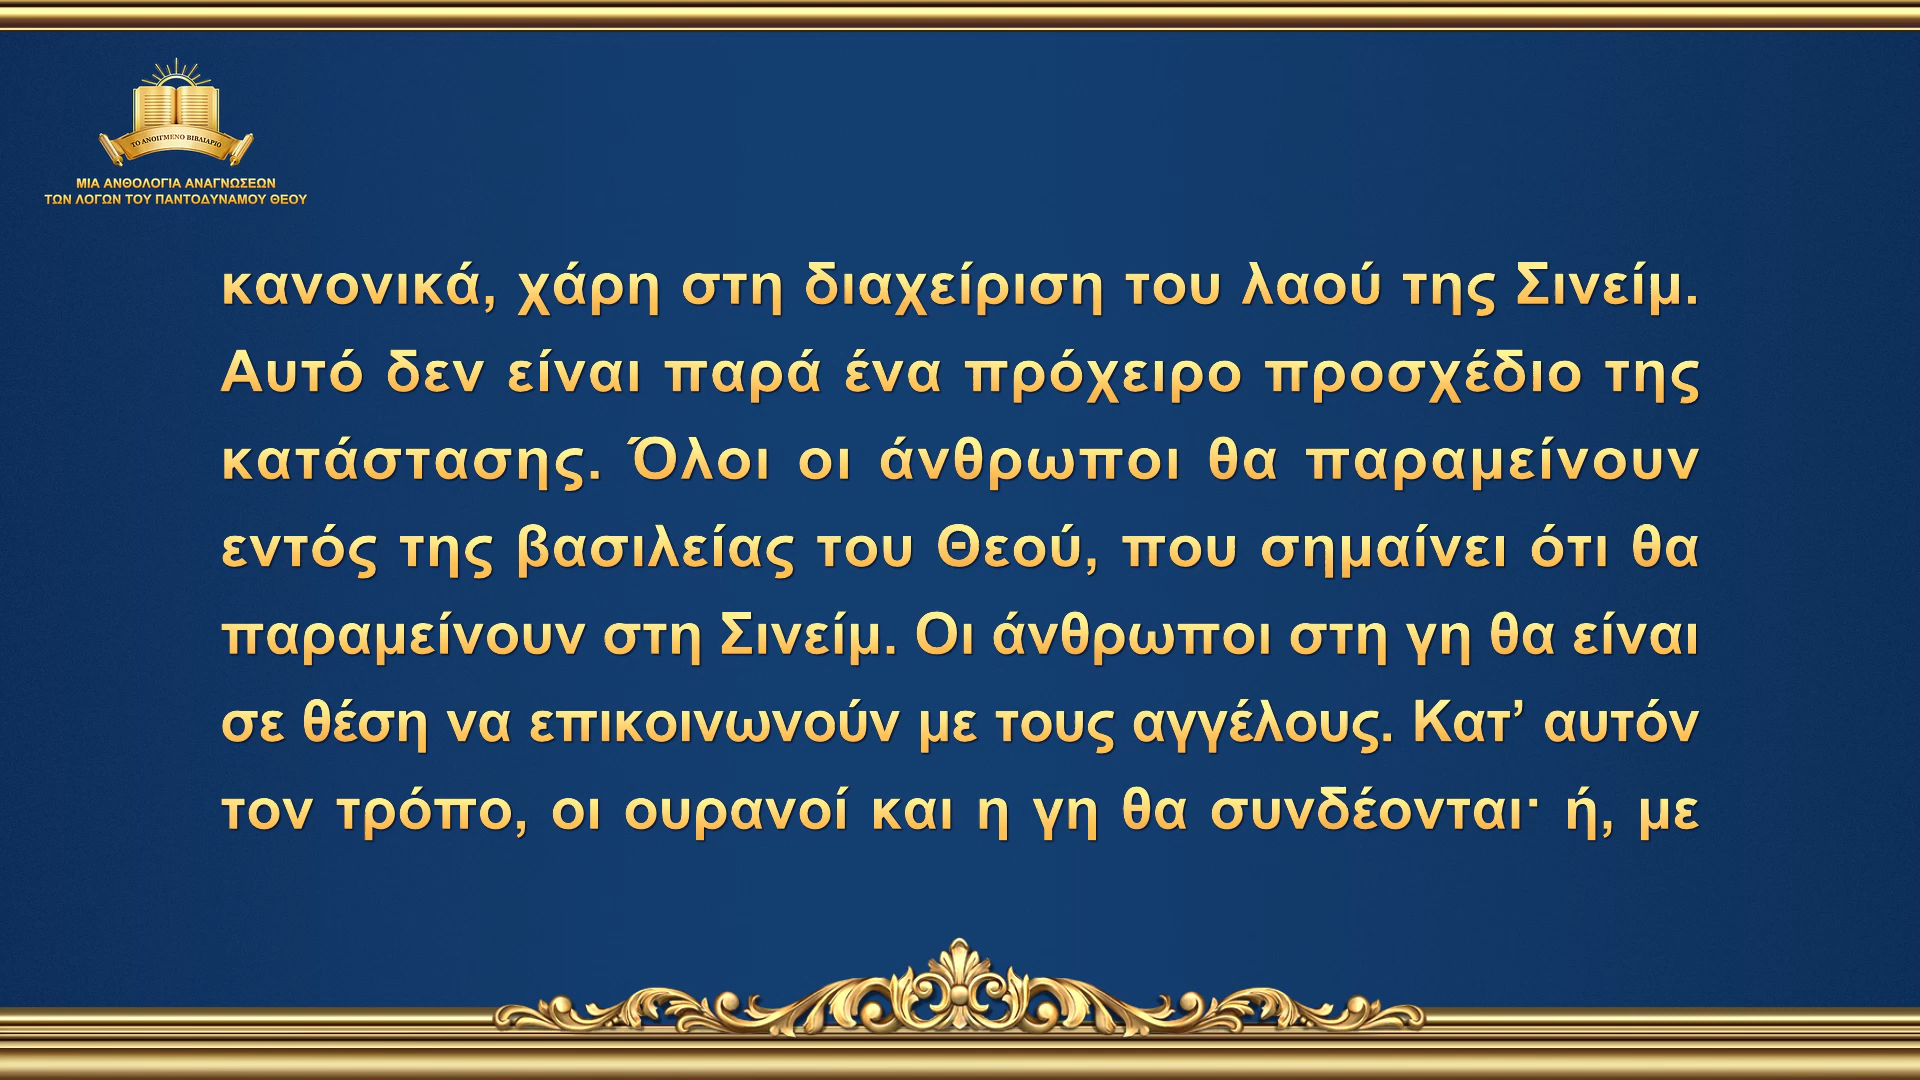 ΤΟ ΑΝΟΙΓΜΕΝΟ ΒΙΒΛΙΑΡΙΟ
ΜΙΑ ΑΝΘΟΛΟΓΙΑ ΑΝΑΓΝΩΣΕΩΝ
ΤΩΝ ΛΟΓΩΝ ΤΟΥ ΠΑΝΤΟΔΥΝΑΜΟΥ ΘΕΟΥ
κανονικά, χάρη στη διαχείριση του λαού της Σινείμ.
Αυτό δεν είναι παρά ένα πρόχειρο προσχέδιο της
κατάστασης. Όλοι οι άνθρωποι θα παραμείνουν
εντός της βασιλείας του Θεού, που σημαίνει ότι θα
παραμείνουν στη Σινείμ. Οι άνθρωποι στη γη θα είναι
σε θέση να επικοινωνούν με τους αγγέλους. Κατ’ αυτόν
τον τρόπο, οι ουρανοί και η γη θα συνδέονται· ή, με